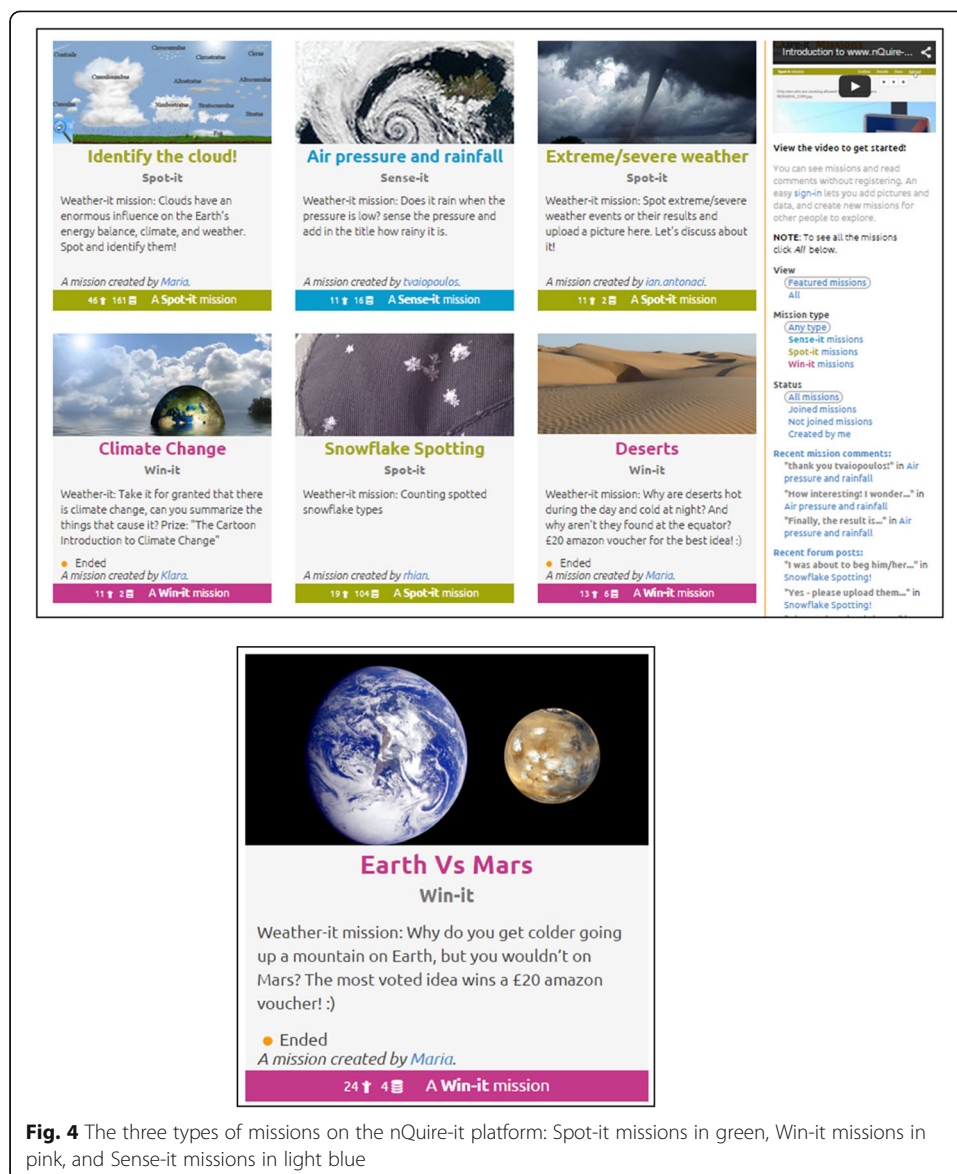 Cirrocumulus
Cirrus
Contrails
Cirrostratus
Cumulonimbus
Altostratus
Altocumulus
Cumulus
Nimbostratus
Stratocumulus
Stratus
Fog
Identify the cloud!
Spot-it
Weather-it mission: Clouds have an
enormous influence on the Earth's
energy balance, climate, and weather.
Spot and identify them!
A mission created by Maria.
46 161 A Spot-it mission
Air pressure and rainfall
Sense-it
Weather-it mission: Does it rain when the
pressure is low? sense the pressure and
add in the title how rainy it is.
A mission created by tvaiopoulos.
11 16 A Sense-it mission
Extreme/severe weather
Spot-it
Weather-it mission: Spot extreme/severe
weather events or their results and
upload a picture here. Let's discuss about
it!
A mission created by ian.antonaci.
11 2 A Spot-it mission
Climate Change
Win-it
Weather-it: Take it for granted that there
is climate change, can you summarize the
things that cause it? Prize: "The Cartoon
Introduction to Climate Change"
Ended
A mission created by Klara.
11 2 A Win-it mission
Snowflake Spotting
Spot-it
Weather-it mission: Counting spotted
snowflake types
A mission created by rhian.
19 104 A Spot-it mission
Deserts
Win-it
Weather-it mission: Why are deserts hot
during the day and cold at night? And
why aren't they found at the equator?
£20 amazon voucher for the best idea! :)
Ended
A mission created by Maria.
13 6 A Win-it mission
Introduction to www.nQuire-...
Spot-it mission
View the video to get started!
You can see missions and read
comments without registering. An
easy sign-in lets you add pictures and
data, and create new missions for
other people to explore.
NOTE: To see all the missions
click All below.
View
Featured missions
All
Mission type
Any type
Sense-it missions
Spot-it missions
Win-it missions
Status
All missions
Joined missions
Not joined missions
Created by me
Recent mission comments:
"thank you tvaiopoulos!" in Air
pressure and rainfall
"How interesting! I wonder..." in
Air pressure and rainfall
"Finally, the result is..." in Air
pressure and rainfall
Recent forum posts:
"I was about to beg him/her..." in
Snowflake Spotting!
"Yes - please upload them..." in
Snowflake Spotting!
Earth Vs Mars
Win-it
Weather-it mission: Why do you get colder going
up a mountain on Earth, but you wouldn't on
Mars? The most voted idea wins a £20 amazon
voucher! :)
Ended
A mission created by Maria.
24 4 A Win-it mission
Fig. 4 The three types of missions on the nQuire-it platform: Spot-it missions in green, Win-it missions in
pink, and Sense-it missions in light blue